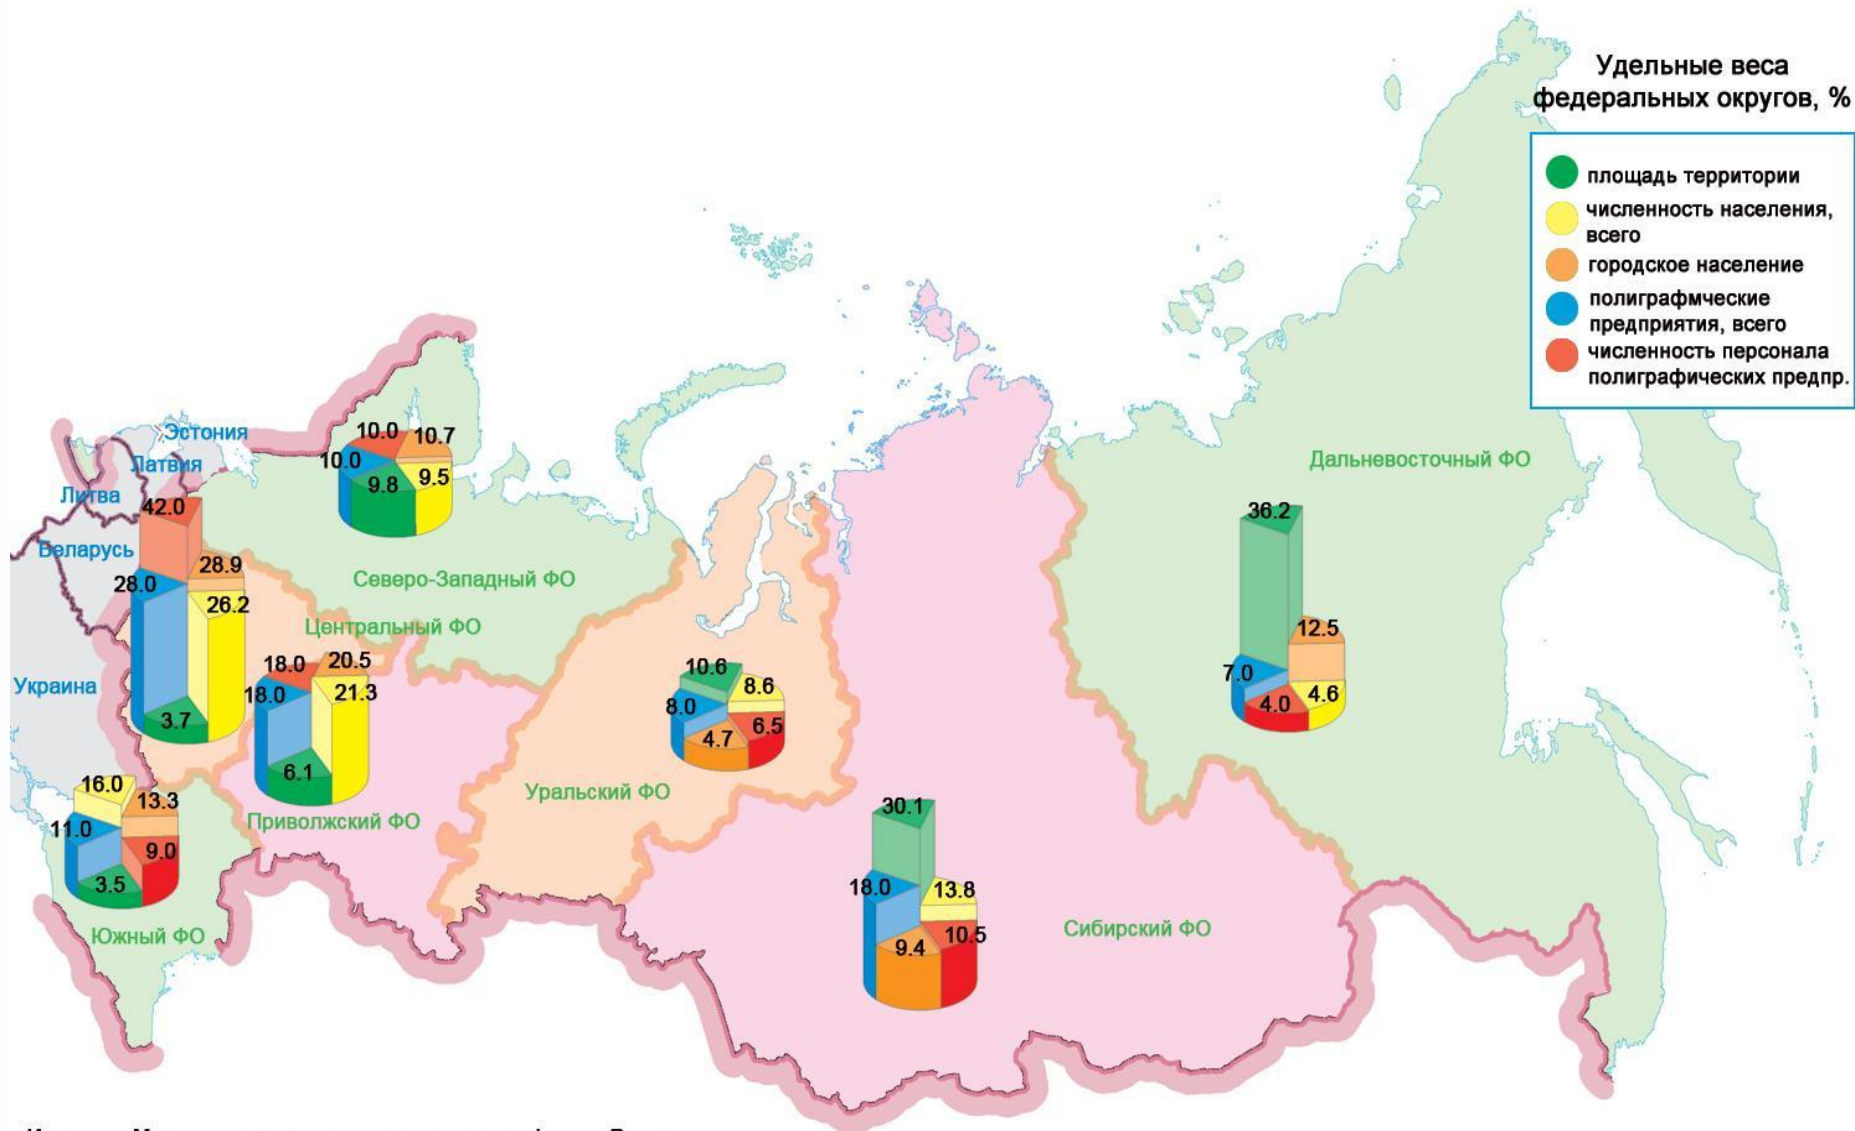 Удельные веса
федеральных округов, %
площадь территории
численность населения,
всего
городское население
полиграфмческие
предприятия, всего
численность персонала
полиграфических предпр.
Эстония
Латвия
Литва
Беларусь
Украина
10.0
10.7
10.0
9.8
9.5
Северо-Западный ФО
42.0
28.9
28.0
26.2
3.7
Центральный ФО
18.0
20.5
18.0
21.3
6.1
Приволжский ФО
16.0
13.3
11.0
9.0
3.5
Южный ФО
10.6
8.6
8.0
6.5
4.7
Уральский ФО
30.1
18.0
13.8
10.5
9.4
Сибирский ФО
Дальневосточный ФО
36.2
12.5
7.0
4.6
4.0